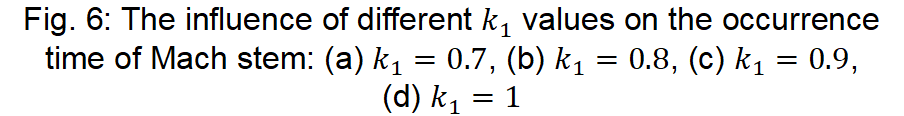 Fig. 6: The influence of different k₁ values on the occurrence
time of Mach stem: (a) k₁ = 0.7, (b) k₁ = 0.8, (c) k₁ = 0.9,
(d) k₁ = 1